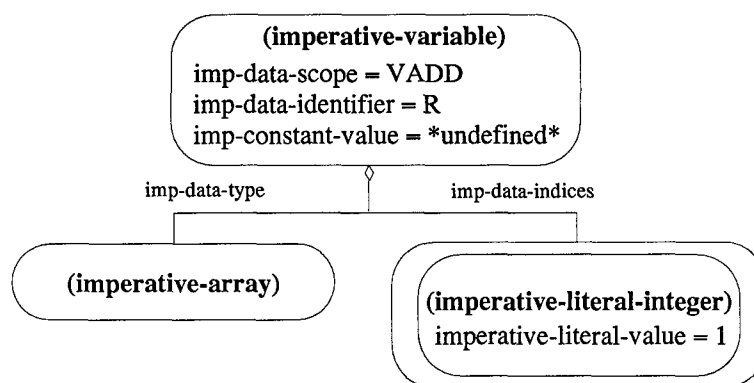 (imperative-variable)
imp-data-scope = VADD
imp-data-identifier = R
imp-constant-value = *undefined*
imp-data-type
imp-data-indices
(imperative-array)
(imperative-literal-integer)
imperative-literal-value = 1